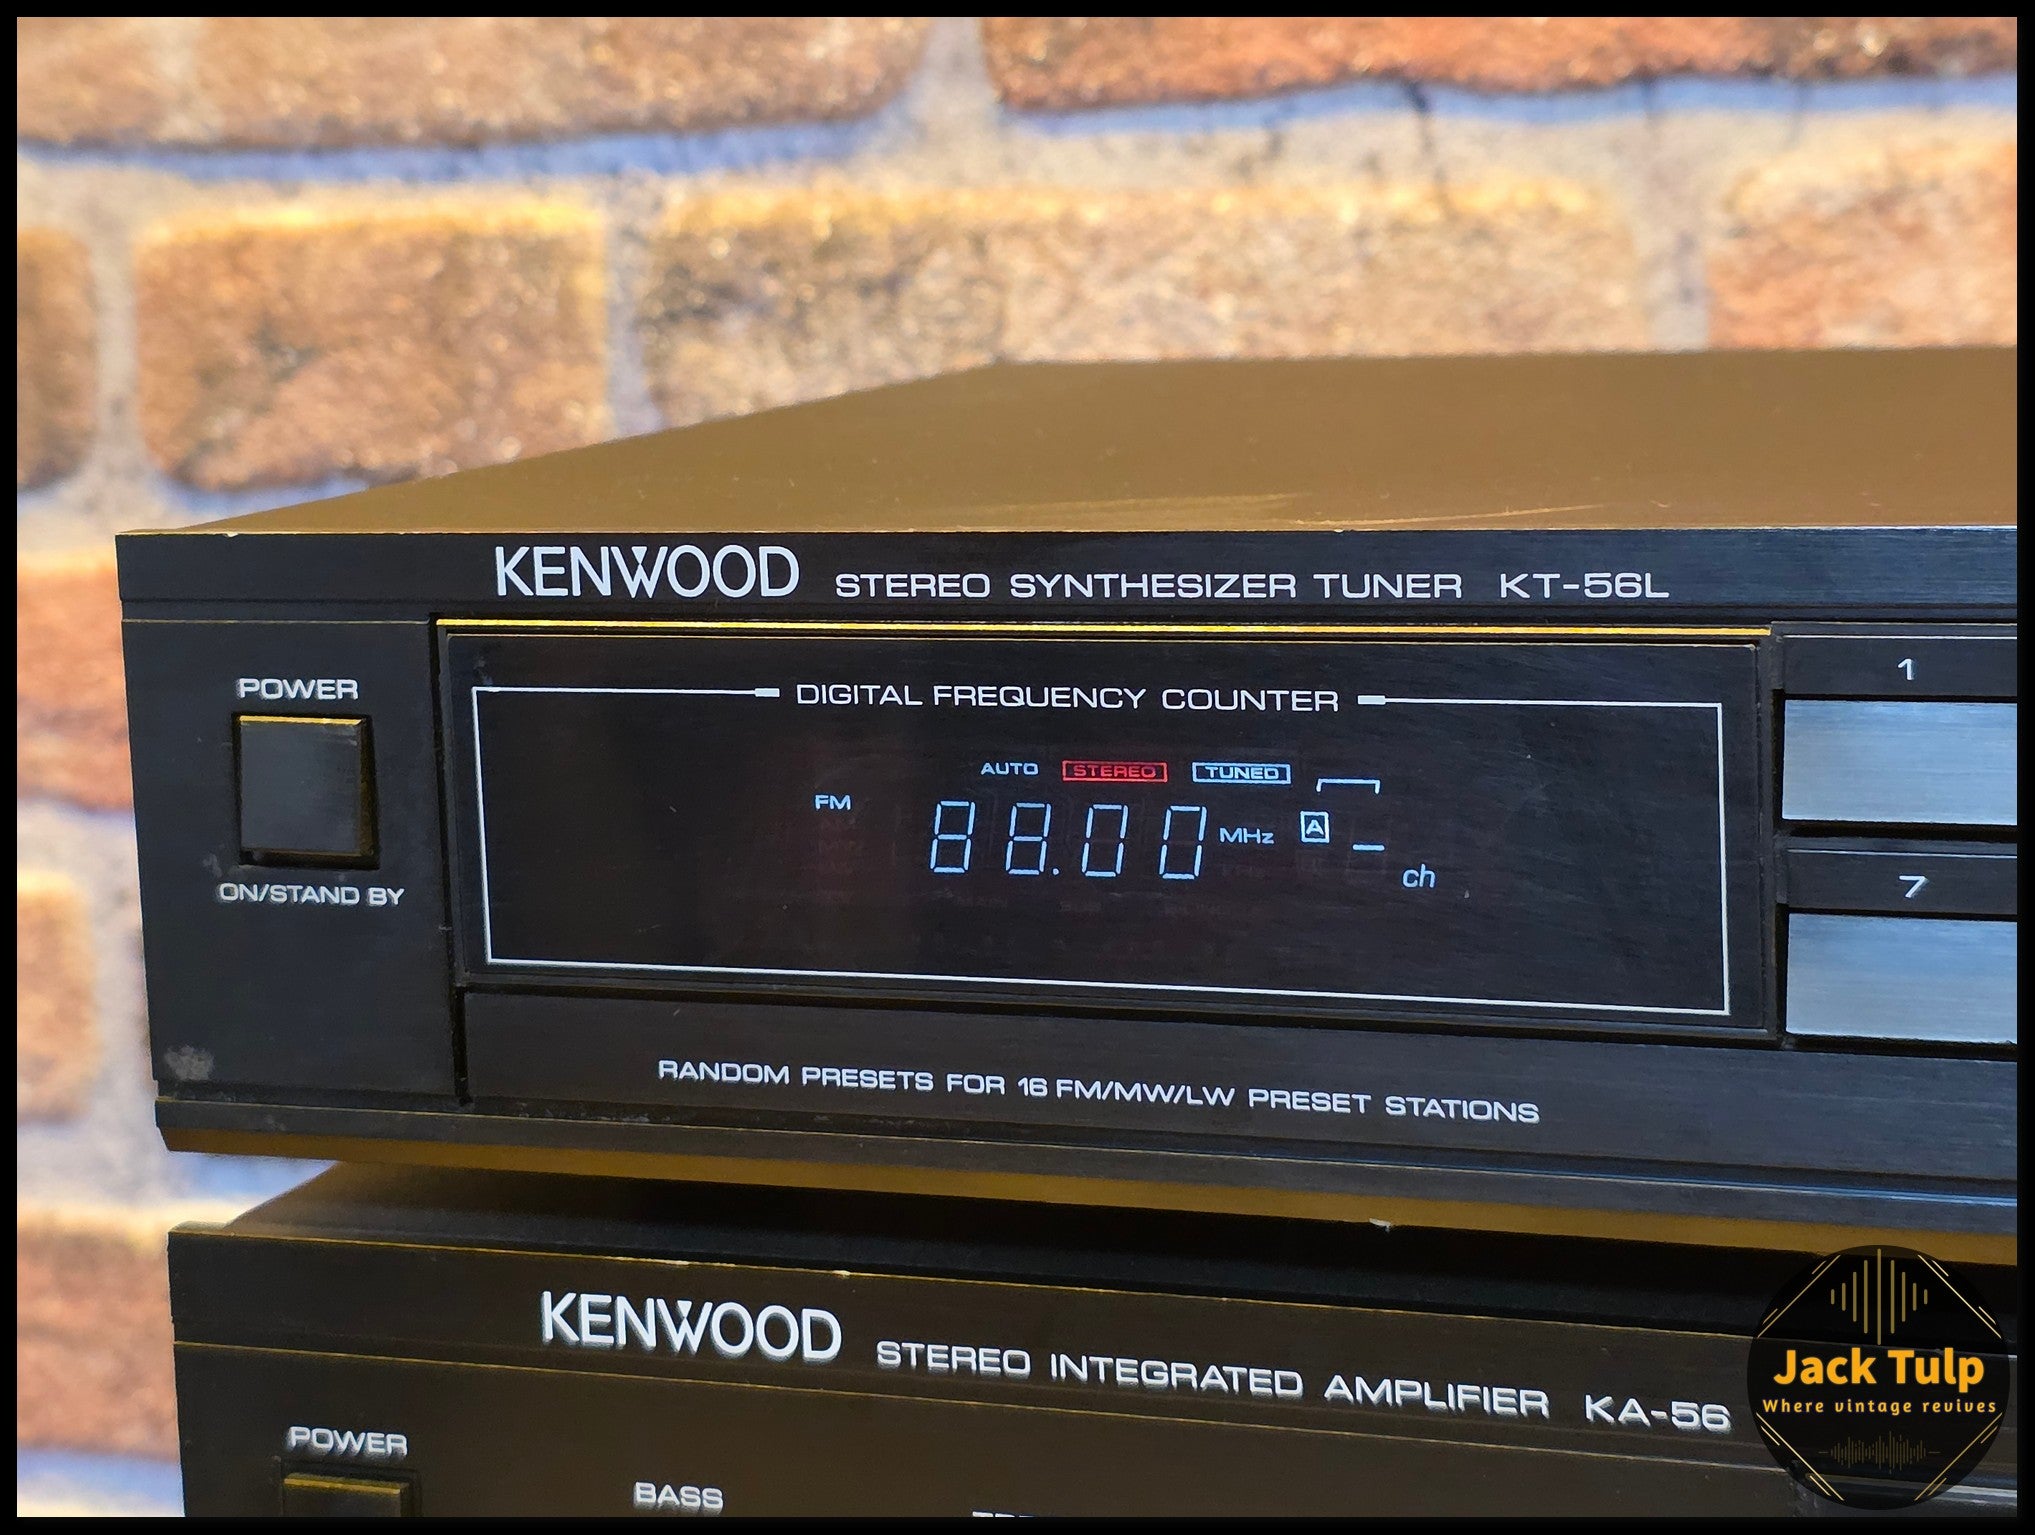 KENWOOD STEREO SYNTHESIZER TUNER KT-56L
POWER
ON/STAND BY
DIGITAL FREQUENCY COUNTER
AUTO STEREO TUNED
FM 88.00 MHz A - ch
1
7
RANDOM PRESETS FOR 16 FM/MW/LW PRESET STATIONS
KENWOOD STEREO INTEGRATED AMPLIFIER KA-56
POWER
BASS
Jack Tulp
Where vintage revives